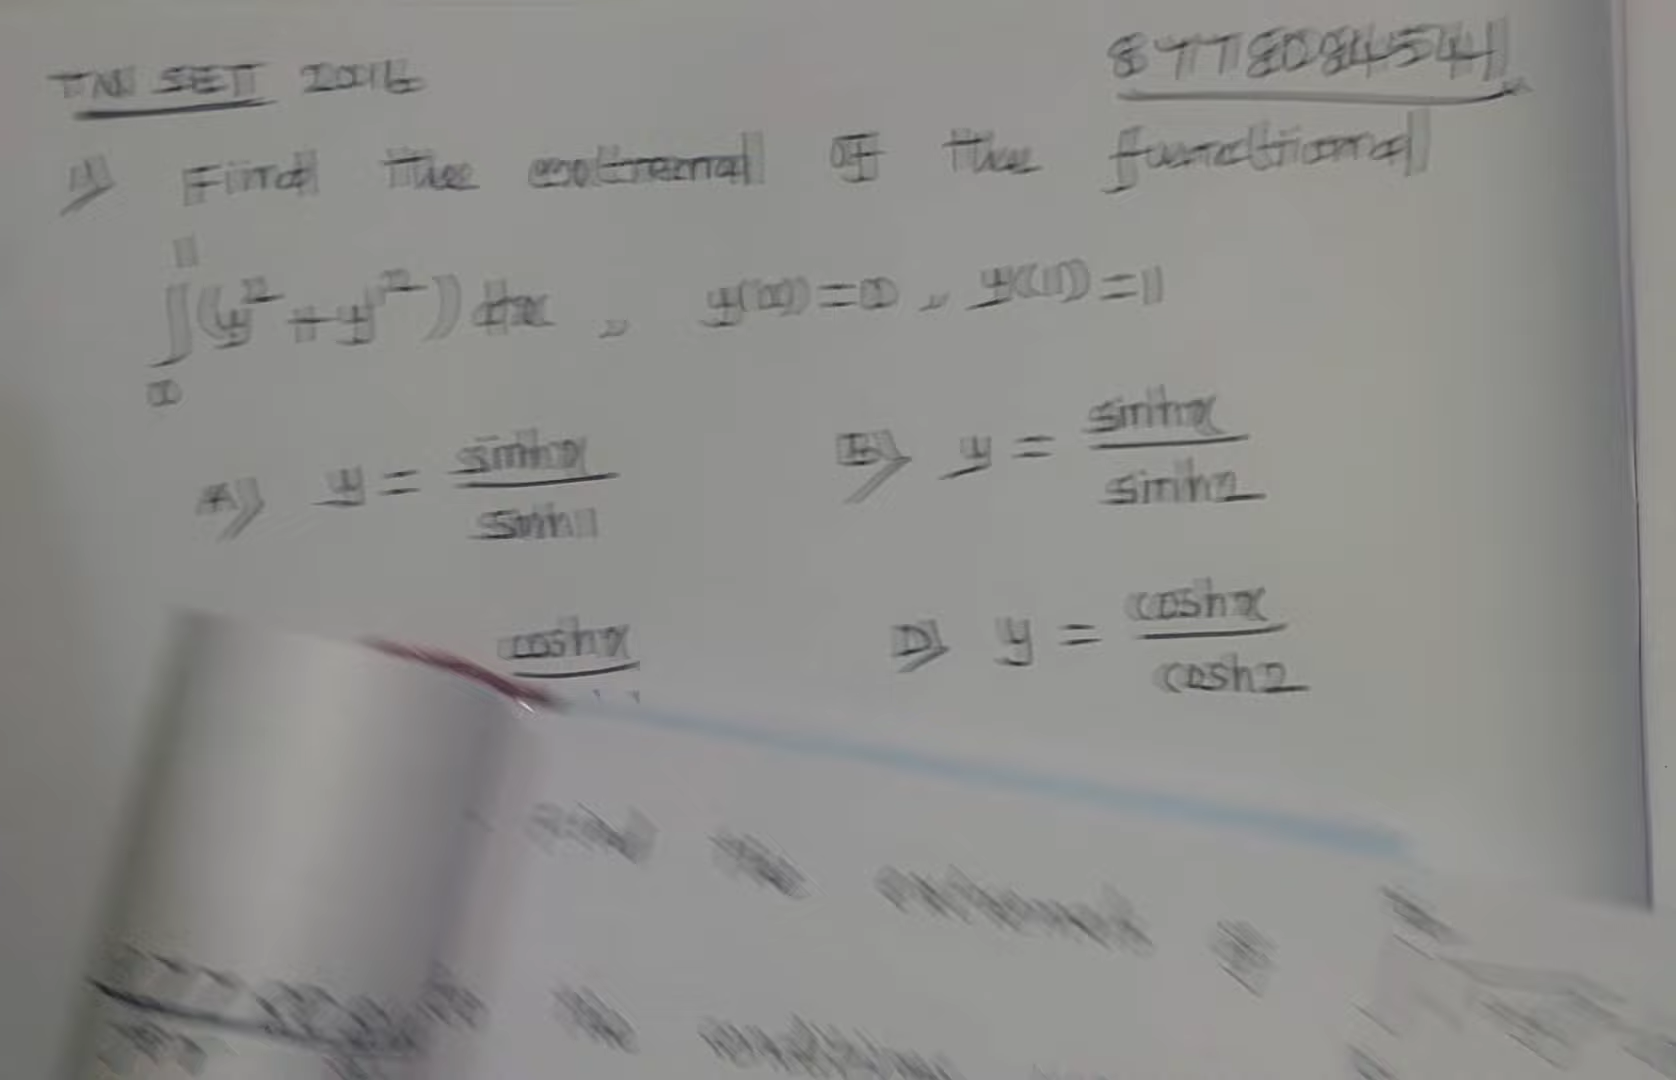 TN SET 2016
8778084541
1) Find the extremal of the functional
∫₀¹ (y² + y'²) dx , y(0) = 0 , y(1) = 1
A) y = sinhx / sinh1 B) y = sinhx / sinh2
coshx D) y = coshx / cosh2